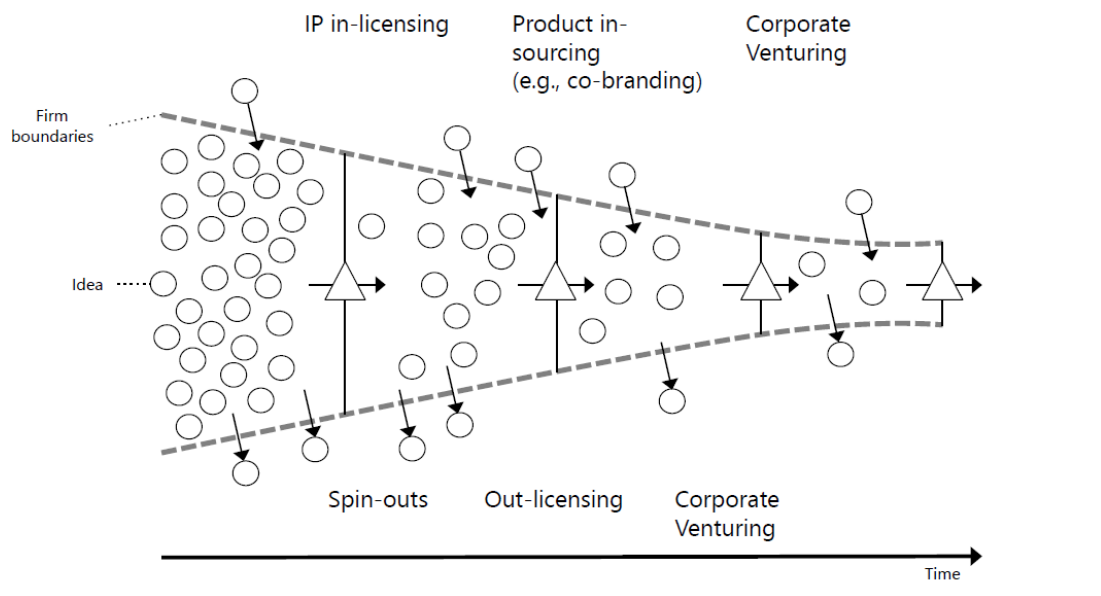 IP in-licensing
Product in-
sourcing
(e.g., co-branding)
Corporate
Venturing
Firm
boundaries
Idea
Spin-outs
Out-licensing
Corporate
Venturing
Time